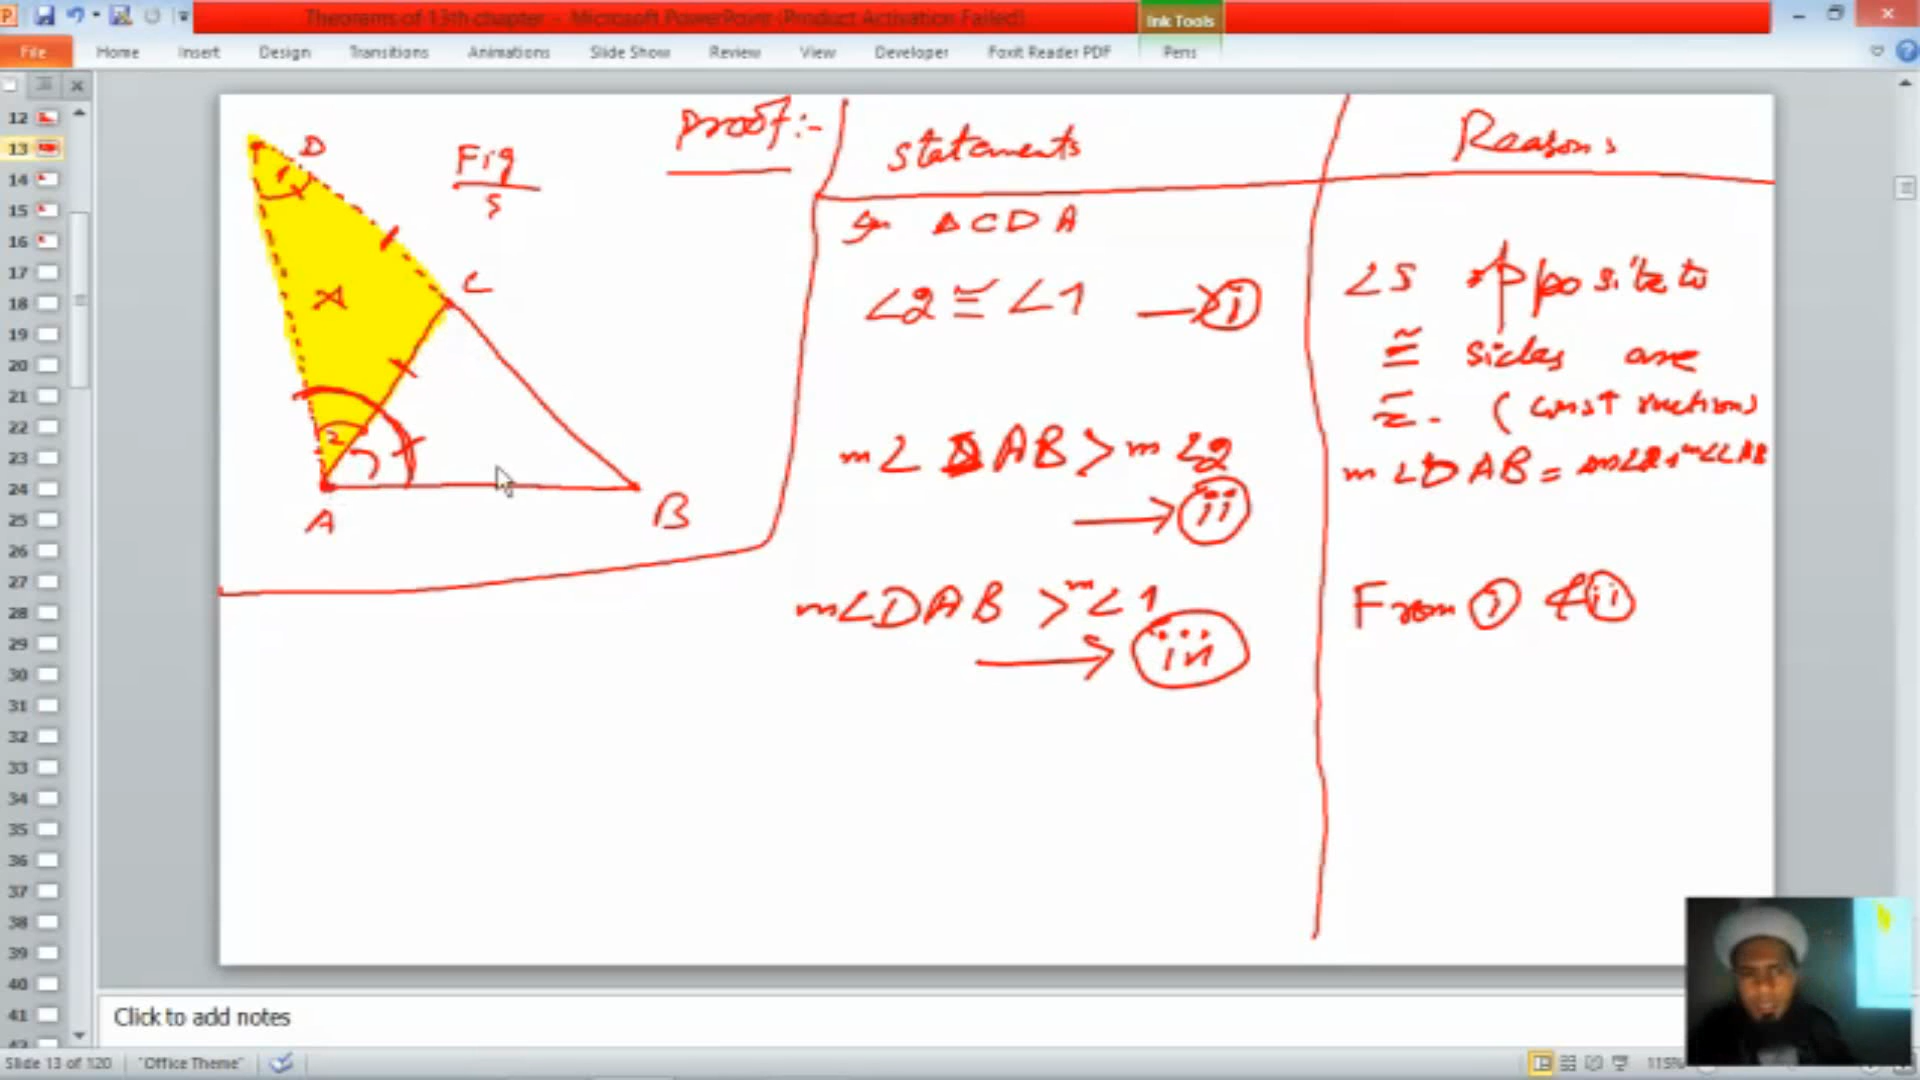 Theorems of 13th chapter - Microsoft PowerPoint (Product Activation Failed)
Ink Tools
File Home Insert Design Transitions Animations Slide Show Review View Developer Foxit Reader PDF Pens
12
13
14
15
16
17
18
19
20
21
22
23
24
25
26
27
28
29
30
31
32
33
34
35
36
37
38
39
40
41
D
Fig
5
C
1
2
A
B
Proof:-
Statements
Reasons
In ΔCDA
∠2 ≅ ∠1 → (i)
∠s opposite to
≅ sides are
≅. (construction)
m∠DAB > m∠2
→ (ii)
m∠DAB = m∠2+m∠CAB
m∠DAB > m∠1
→ (iii)
From (i) & (ii)
Click to add notes
Slide 13 of 120 "Office Theme" 115%